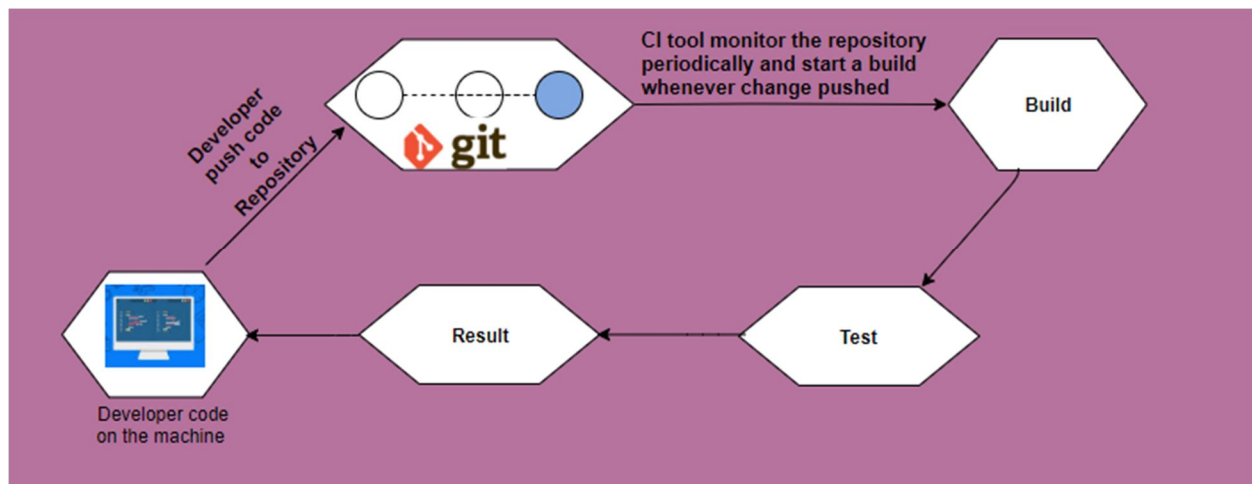 CI tool monitor the repository
periodically and start a build
whenever change pushed
Developer
push code
to
Repository
git
Build
Result
Test
Developer code
on the machine